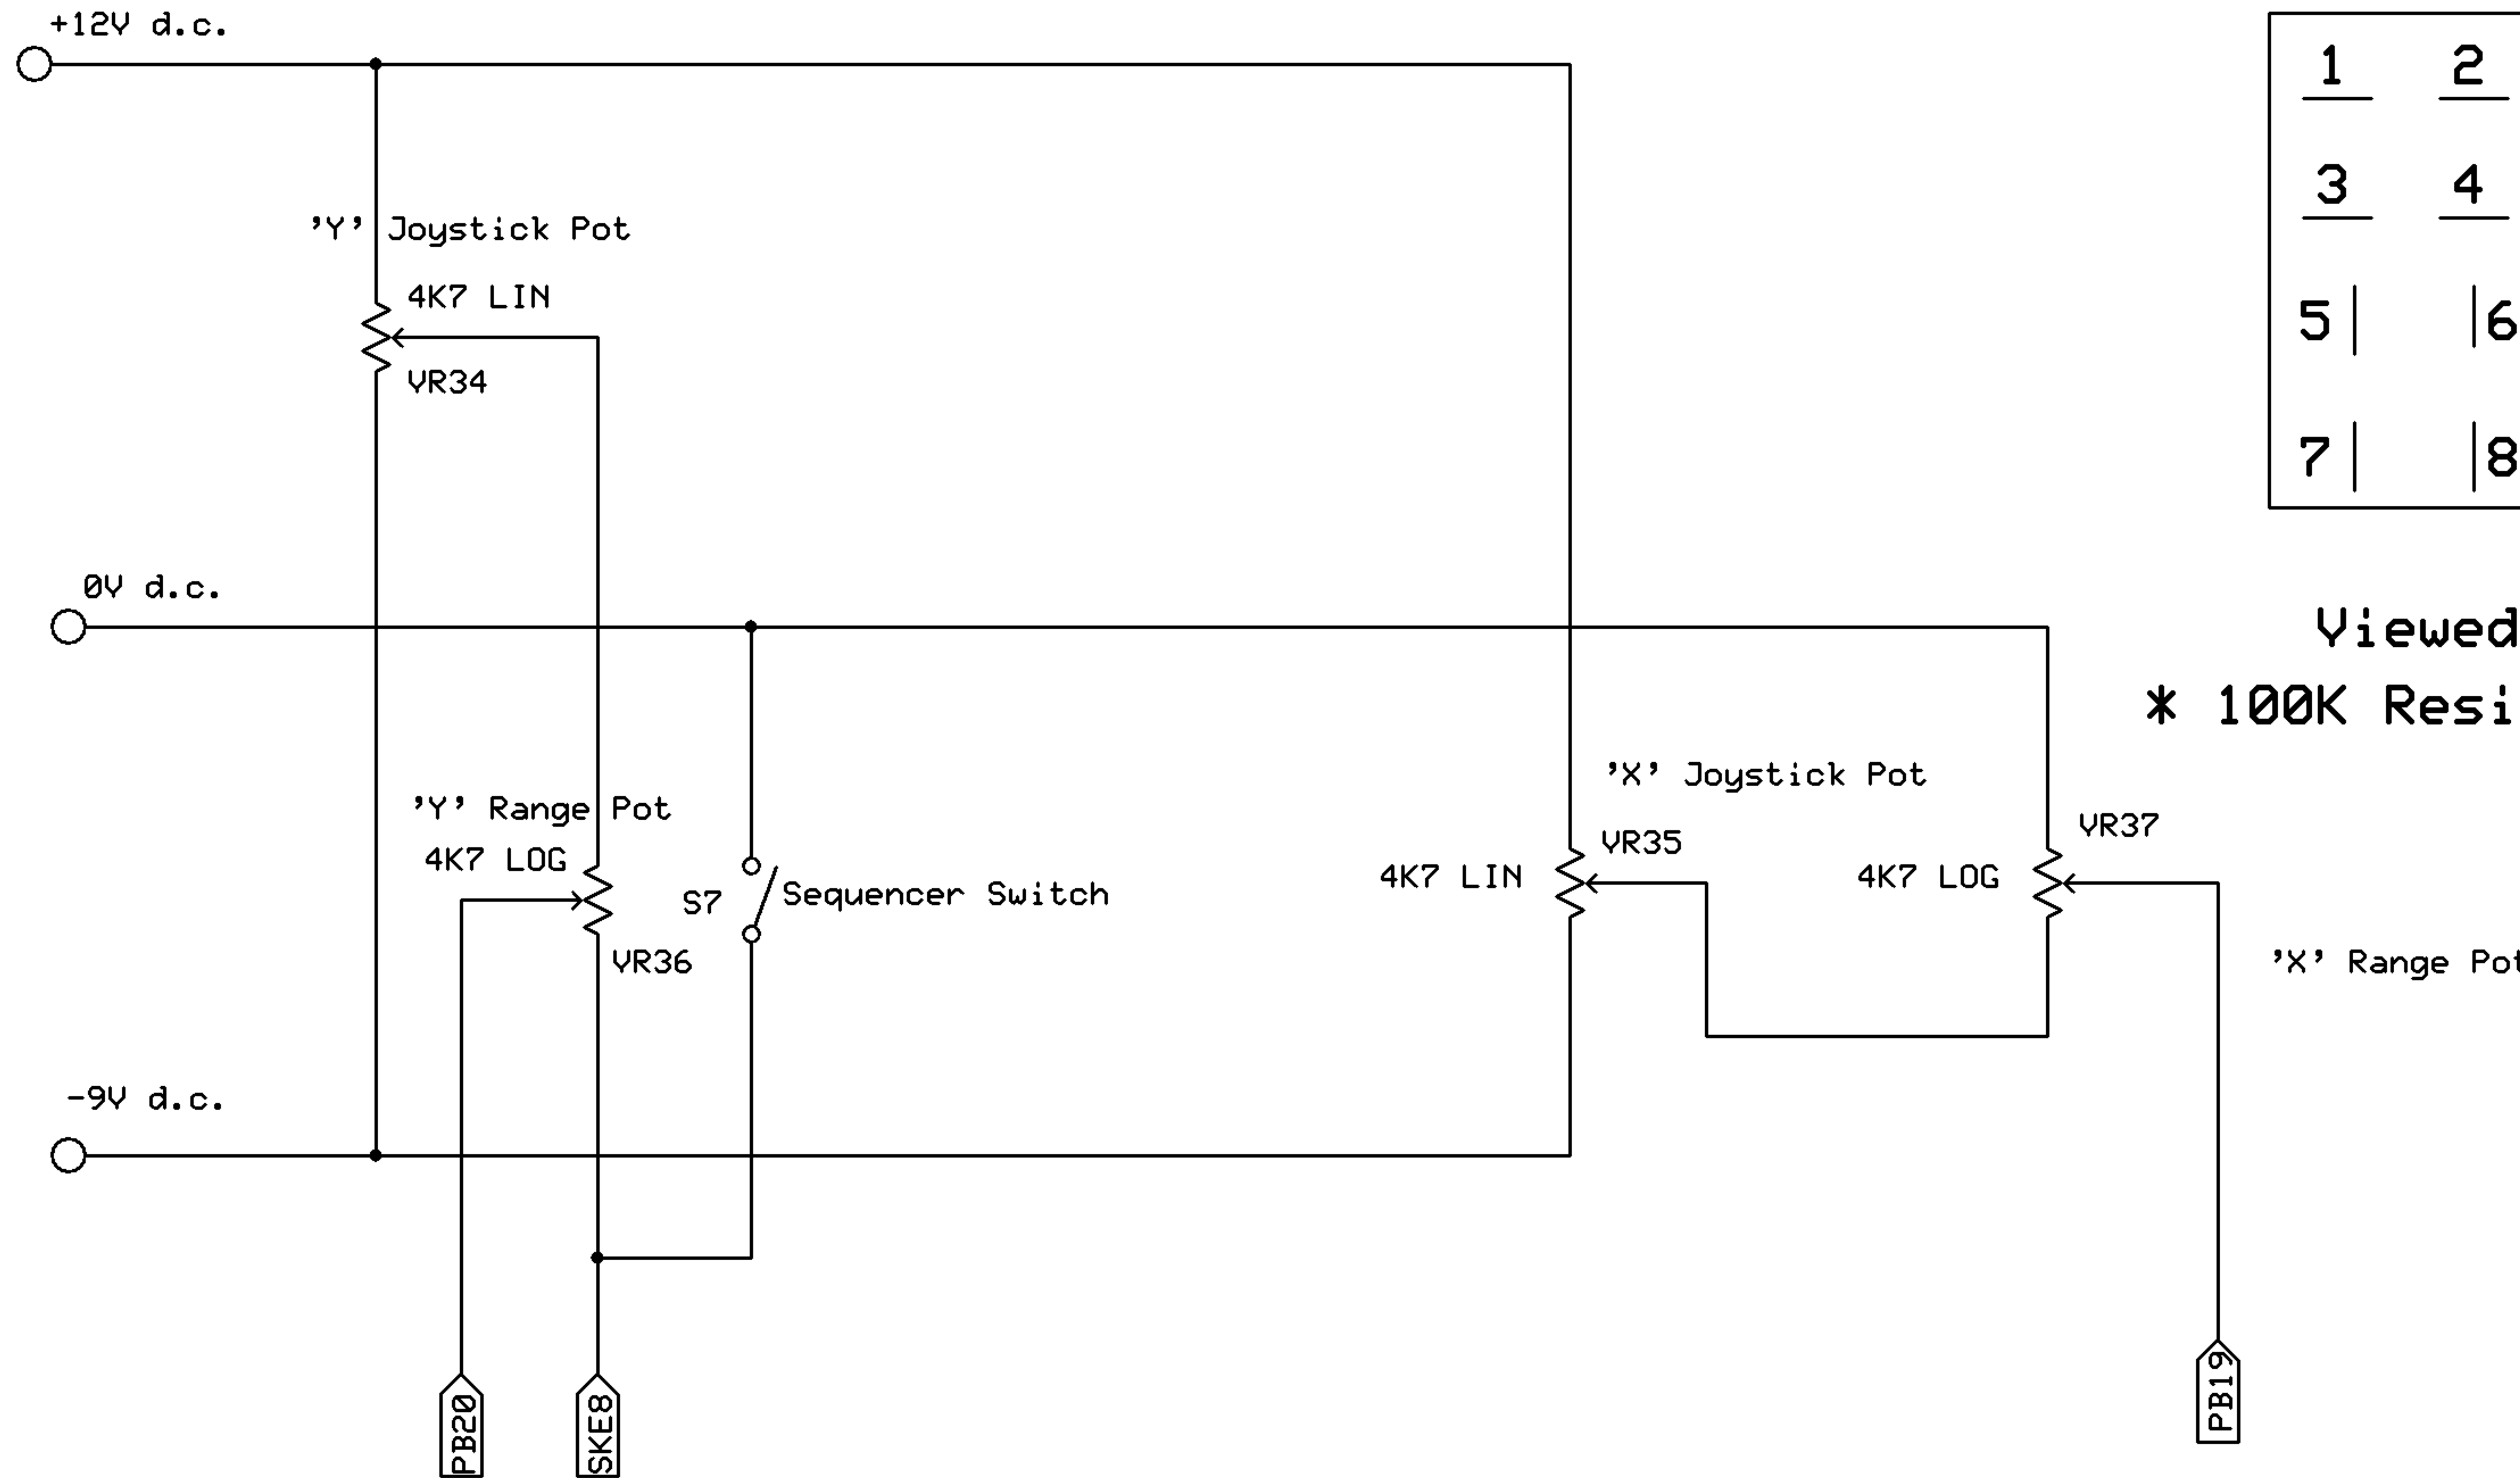 +12V d.c.
1 2
3 4
5 6
7 8
'Y' Joystick Pot
4K7 LIN
VR34
0V d.c.
Viewed
* 100K Resi
'Y' Range Pot
4K7 LOG
VR36
S7
Sequencer Switch
'X' Joystick Pot
VR35
4K7 LIN
VR37
4K7 LOG
'X' Range Pot
-9V d.c.
PB20
SKE8
PB19